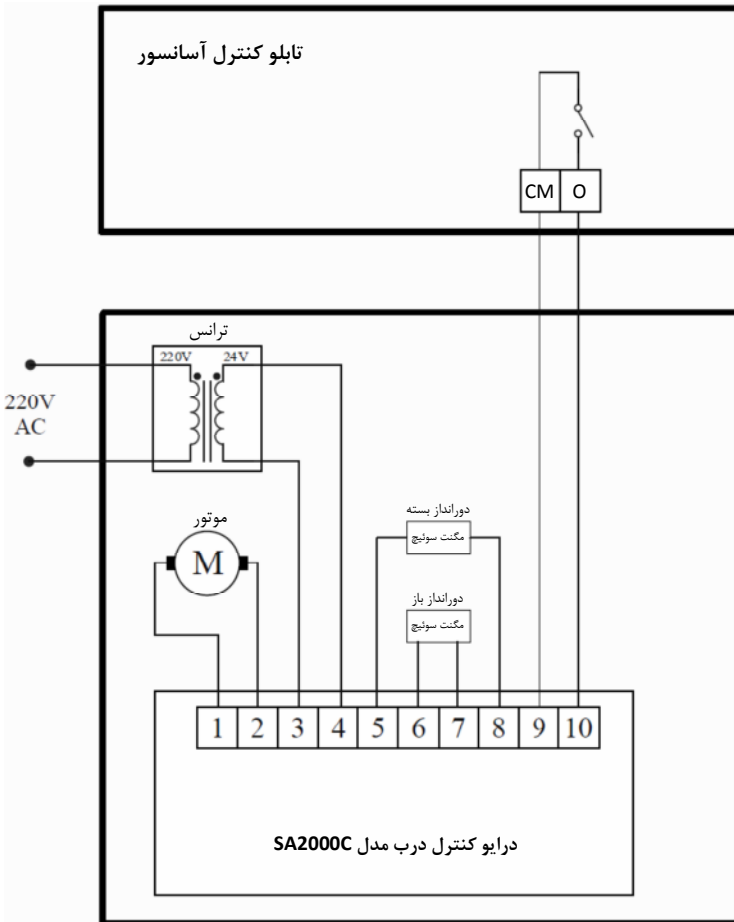 تابلو کنترل آسانسور
CM O
ترانس
220V 24V
220V
AC
دورانداز بسته
مگنت سوئیچ
موتور
M
دورانداز باز
مگنت سوئیچ
1 2 3 4 5 6 7 8 9 10
درایو کنترل درب مدل SA2000C